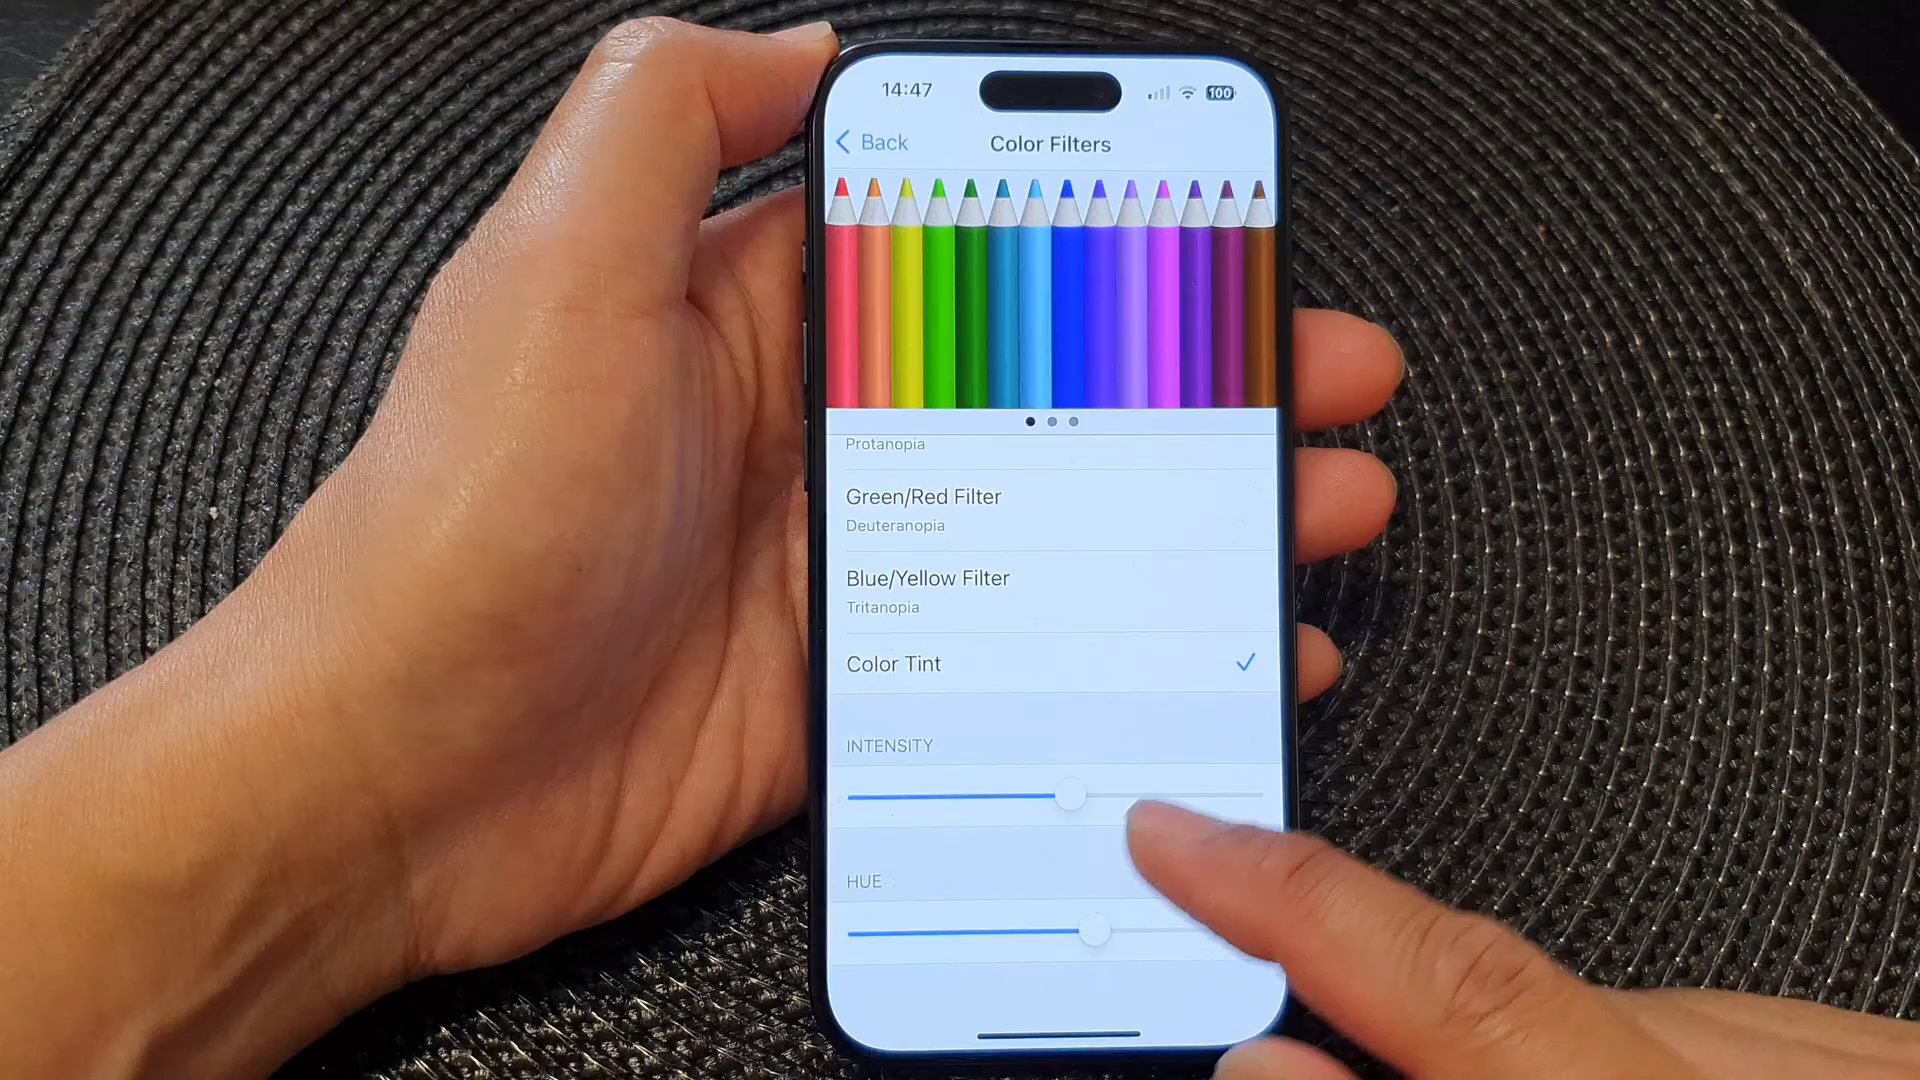 14:47
100
Back
Color Filters
Protanopia
Green/Red Filter
Deuteranopia
Blue/Yellow Filter
Tritanopia
Color Tint
INTENSITY
HUE